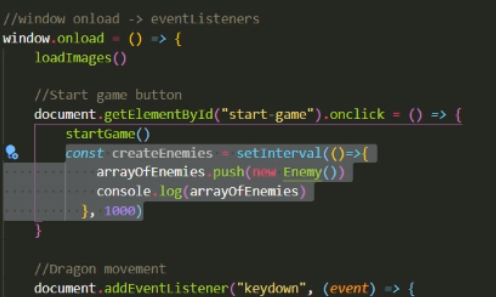 //window onload -> eventListeners
window.onload = () => {
    loadImages()
    //Start game button
    document.getElementById("start-game").onclick = () => {
        startGame()
        const createEnemies = setInterval(()=>{
            arrayOfEnemies.push(new Enemy())
            console.log(arrayOfEnemies)
          }, 1000)
    }
    //Dragon movement
    document.addEventListener("keydown", (event) => {